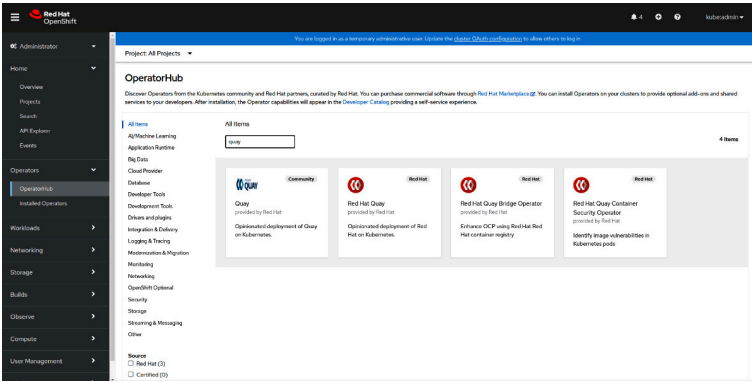 Red Hat
OpenShift
4
kube:admin
You are logged in as a temporary administrative user. Update the cluster OAuth configuration to allow others to log in.
Administrator
Home
Overview
Projects
Search
API Explorer
Events
Operators
OperatorHub
Installed Operators
Workloads
Networking
Storage
Builds
Observe
Compute
User Management
Project: All Projects
OperatorHub
Discover Operators from the Kubernetes community and Red Hat partners, curated by Red Hat. You can purchase commercial software through Red Hat Marketplace. You can install Operators on your clusters to provide optional add-ons and shared
services to your developers. After installation, the Operator capabilities will appear in the Developer Catalog providing a self-service experience.
All Items
AI/Machine Learning
Application Runtime
Big Data
Cloud Provider
Database
Developer Tools
Development Tools
Drivers and plugins
Integration & Delivery
Logging & Tracing
Modernization & Migration
Monitoring
Networking
OpenShift Optional
Security
Storage
Streaming & Messaging
Other
Source
Red Hat (3)
Certified (0)
All Items
quay
4 items
QUAY
Community
Quay
provided by Red Hat
Opinionated deployment of Quay
on Kubernetes.
Red Hat
Red Hat Quay
provided by Red Hat
Opinionated deployment of Red
Hat on Kubernetes.
Red Hat
Red Hat Quay Bridge Operator
provided by Red Hat
Enhance OCP using Red Hat Red
Hat container registry
Red Hat
Red Hat Quay Container
Security Operator
provided by Red Hat
Identify image vulnerabilities in
Kubernetes pods